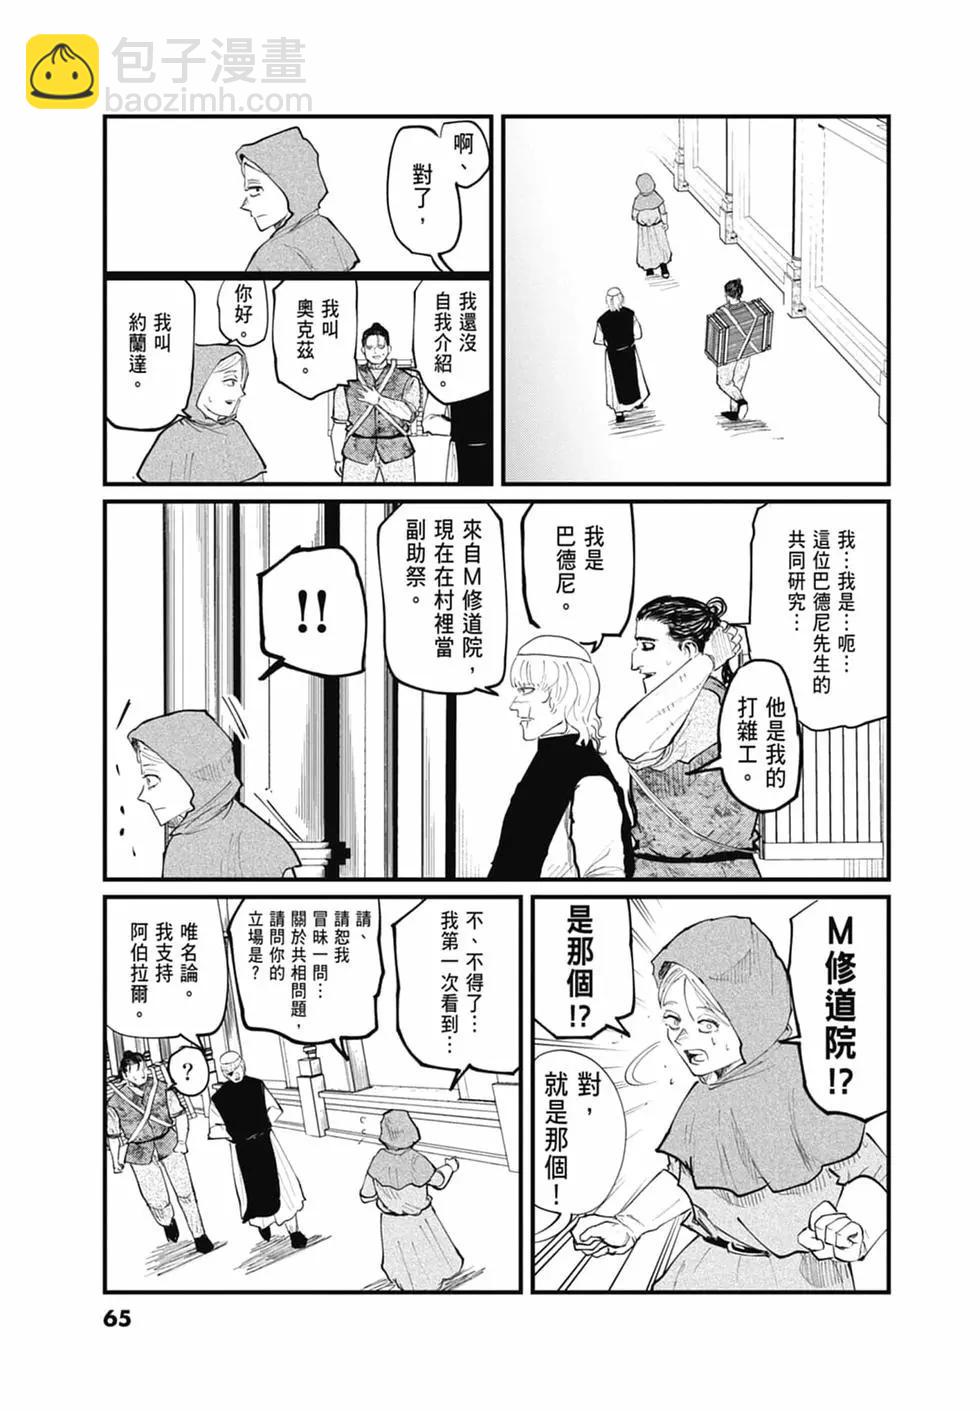 包子漫畫
baozimh.com
啊、
對了，
我還沒
自我介紹。
我叫
奧克茲。
你好。
我叫
約蘭達。
我…我是…呃…
這位巴德尼先生的
共同研究…
他是我的
打雜工。
我是
巴德尼。
來自M修道院，
現在在村裡當
副助祭。
!!
M修道院!?
是那個!?
對，
就是那個！
不、不得了…
我第一次看到…
請、
請恕我
冒昧一問…
關於共相問題，
請問你的
立場是？
？
唯名論。
我支持
阿伯拉爾。
65